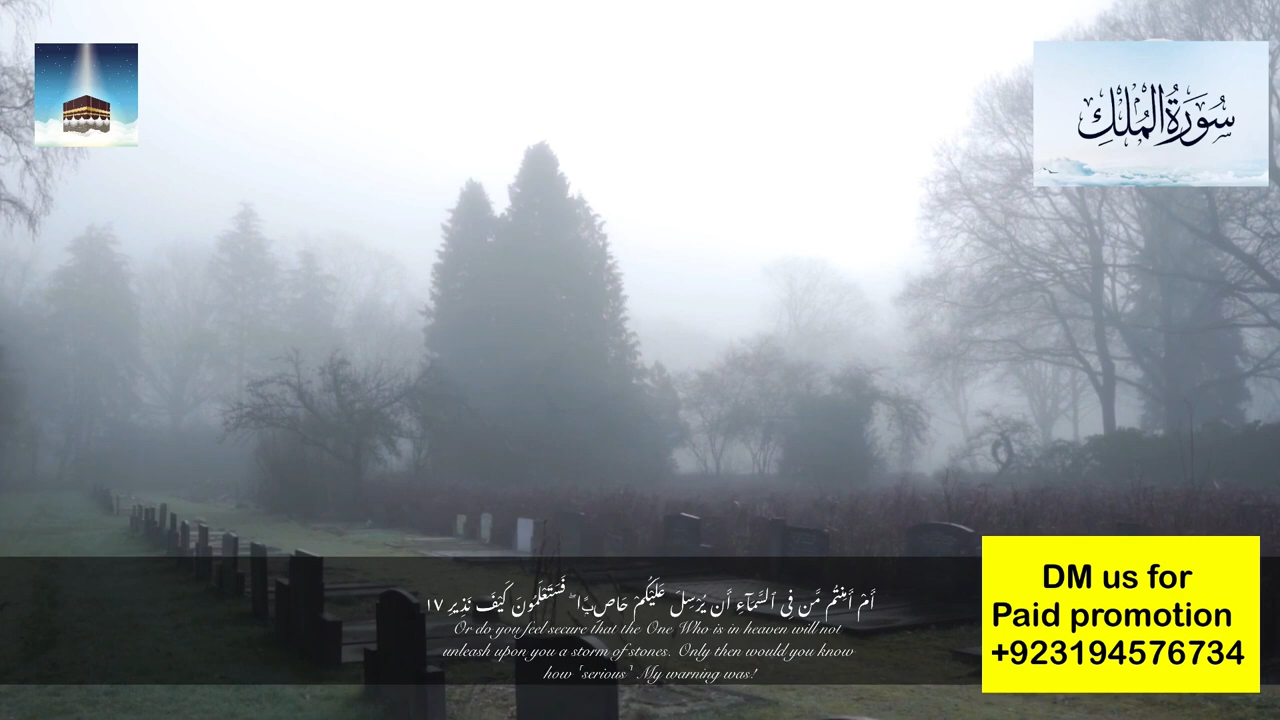 سُورَةُ المُلْكِ
أَمْ أَمِنتُم مَّن فِى ٱلسَّمَآءِ أَن يُرْسِلَ عَلَيْكُمْ حَاصِبًۭا ۖ فَسَتَعْلَمُونَ كَيْفَ نَذِيرِ ١٧
Or do you feel secure that the One Who is in heaven will not
unleash upon you a storm of stones. Only then would you know
how ˹serious˺ My warning was!
DM us for
Paid promotion
+923194576734